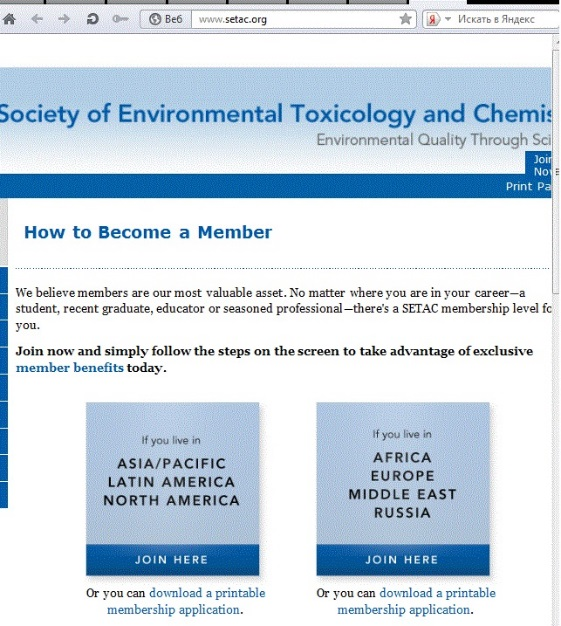 Веб
www.setac.org
Искать в Яндекс
Society of Environmental Toxicology and Chemis
Environmental Quality Through Sci
Join
Nov
Print Pa
How to Become a Member
We believe members are our most valuable asset. No matter where you are in your career—a
student, recent graduate, educator or seasoned professional—there's a SETAC membership level fo
you.
Join now and simply follow the steps on the screen to take advantage of exclusive
member benefits today.
If you live in
ASIA/PACIFIC
LATIN AMERICA
NORTH AMERICA
JOIN HERE
Or you can download a printable
membership application.
If you live in
AFRICA
EUROPE
MIDDLE EAST
RUSSIA
JOIN HERE
Or you can download a printable
membership application.